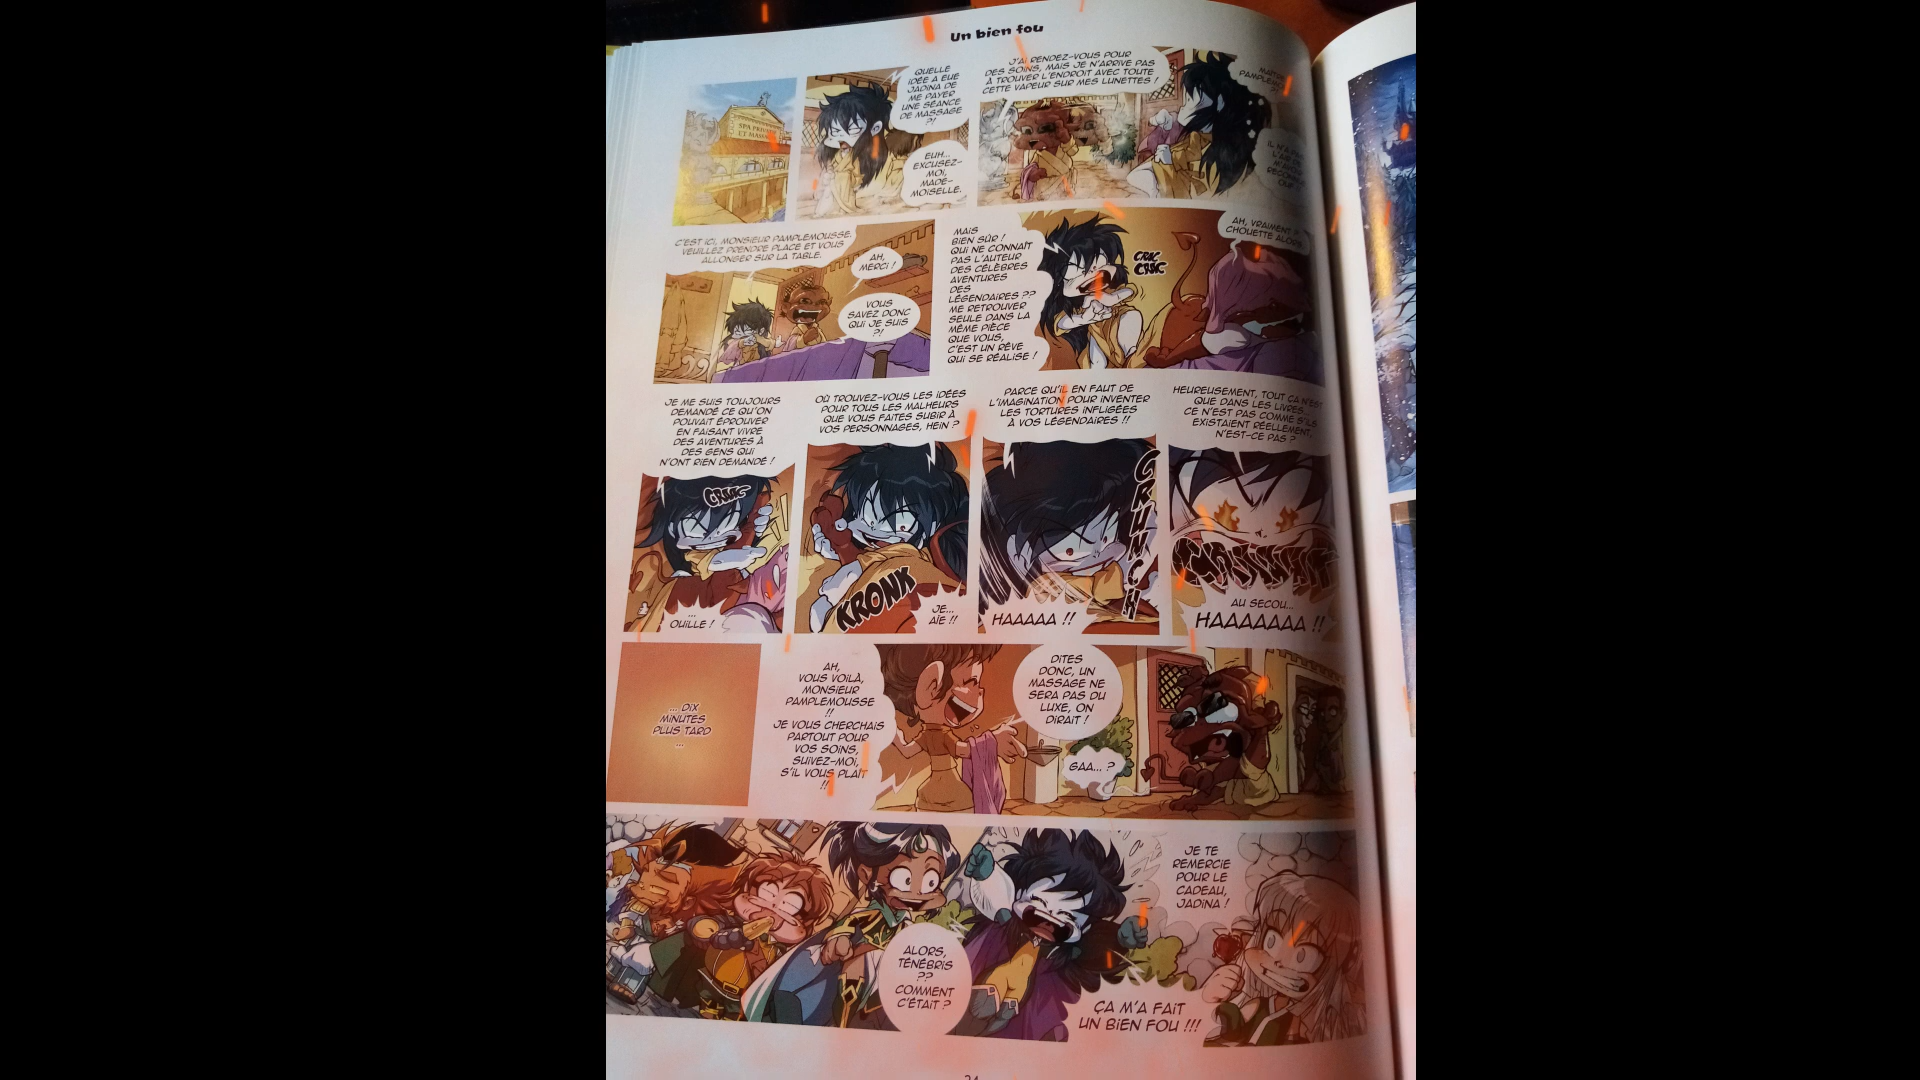 Un bien fou
SPA PRIVÉ
ET MASSA
QUELLE
IDÉE A EUE
JADINA DE
ME PAYER
UNE SÉANCE
DE MASSAGE
?!
EUH...
EXCUSEZ-
MOI,
MADE-
MOISELLE.
J'AI RENDEZ-VOUS POUR
DES SOINS, MAIS JE N'ARRIVE PAS
À TROUVER L'ENDROIT AVEC TOUTE
CETTE VAPEUR SUR MES LUNETTES !
C'EST ICI, MONSIEUR PAMPLEMOUSSE.
VEUILLEZ PRENDRE PLACE ET VOUS
ALLONGER SUR LA TABLE.
AH,
MERCI !
VOUS
SAVEZ DONC
QUI JE SUIS
?!
MAIS
BIEN SÛR !
QUI NE CONNAÎT
PAS L'AUTEUR
DES CÉLÈBRES
AVENTURES
DES
LÉGENDAIRES ??
ME RETROUVER
SEULE DANS LA
MÊME PIÈCE
QUE VOUS,
C'EST UN RÊVE
QUI SE RÉALISE !
CRIC
CRAC
AH, VRAIMENT ?
CHOUETTE ALORS
JE ME SUIS TOUJOURS
DEMANDÉ CE QU'ON
POUVAIT ÉPROUVER
EN FAISANT VIVRE
DES AVENTURES À
DES GENS QUI
N'ONT RIEN DEMANDÉ !
CRAC
...
OUILLE !
OÙ TROUVEZ-VOUS LES IDÉES
POUR TOUS LES MALHEURS
QUE VOUS FAITES SUBIR À
VOS PERSONNAGES, HEIN ?
KRONK
JE...
AÏE !!
PARCE QU'IL EN FAUT DE
L'IMAGINATION POUR INVENTER
LES TORTURES INFLIGÉES
À VOS LÉGENDAIRES !!
CRUNCH
HAAAAA !!
HEUREUSEMENT, TOUT ÇA N'EST
QUE DANS LES LIVRES...
CE N'EST PAS COMME S'ILS
EXISTAIENT RÉELLEMENT,
N'EST-CE PAS ?
AU SECOU...
HAAAAAAA !!
... DIX
MINUTES
PLUS TARD
...
AH,
VOUS VOILÀ,
MONSIEUR
PAMPLEMOUSSE
!!
JE VOUS CHERCHAIS
PARTOUT POUR
VOS SOINS,
SUIVEZ-MOI,
S'IL VOUS PLAÎT
!!
DITES
DONC, UN
MASSAGE NE
SERA PAS DU
LUXE, ON
DIRAIT !
GAA... ?
ALORS,
TÉNÉBRIS
??
COMMENT
C'ÉTAIT ?
JE TE
REMERCIE
POUR LE
CADEAU,
JADINA !
ÇA M'A FAIT
UN BIEN FOU !!!